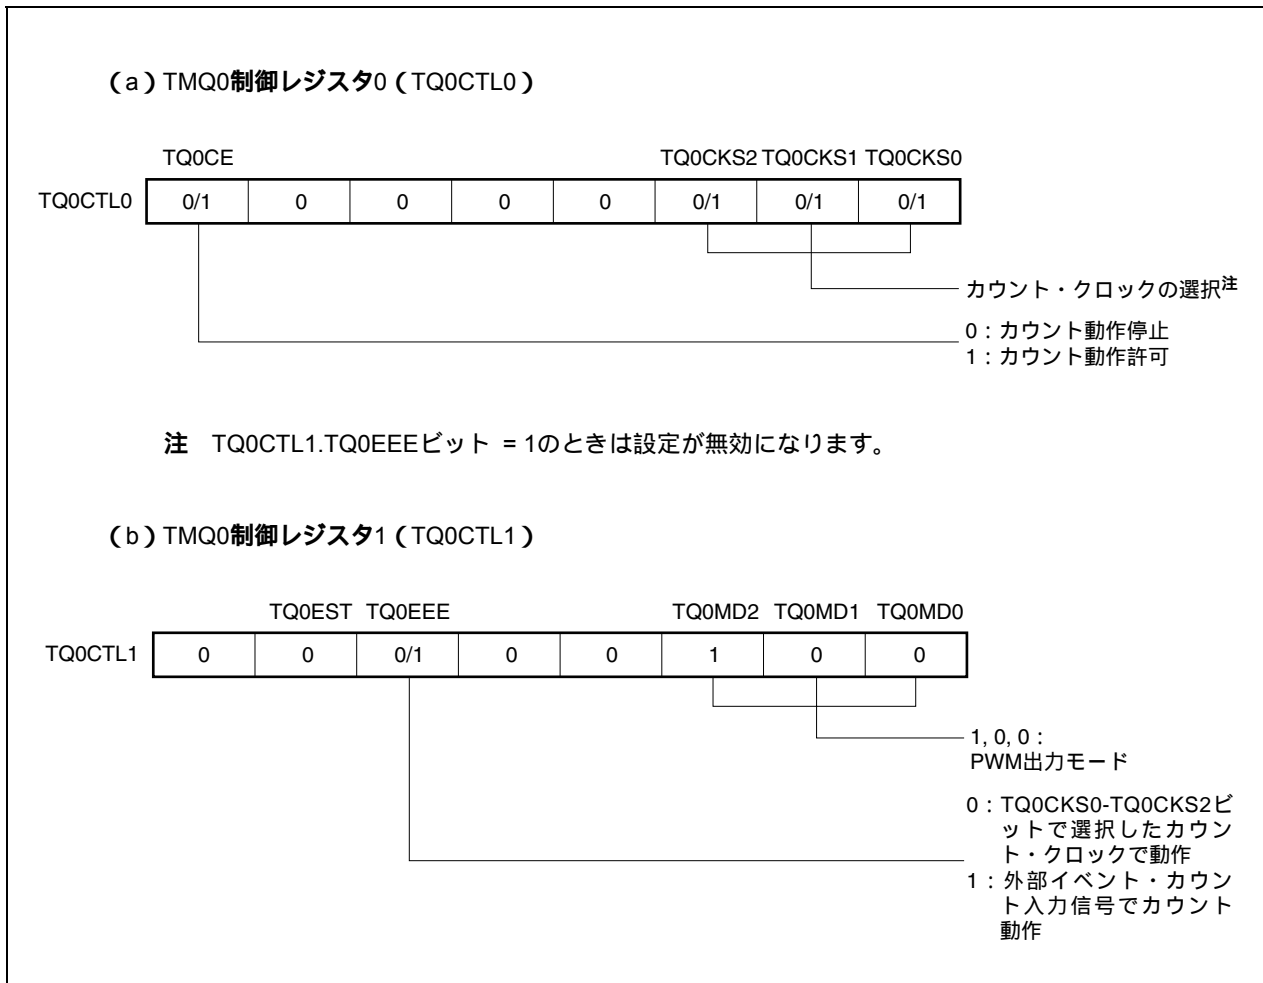 （a）TMQ0制御レジスタ0（TQ0CTL0）
TQ0CE TQ0CKS2 TQ0CKS1 TQ0CKS0
TQ0CTL0 0/1 0 0 0 0 0/1 0/1 0/1
カウント・クロックの選択注
0：カウント動作停止
1：カウント動作許可
注 TQ0CTL1.TQ0EEEビット = 1のときは設定が無効になります。
（b）TMQ0制御レジスタ1（TQ0CTL1）
TQ0EST TQ0EEE TQ0MD2 TQ0MD1 TQ0MD0
TQ0CTL1 0 0 0/1 0 0 1 0 0
1, 0, 0：
PWM出力モード
0：TQ0CKS0-TQ0CKS2ビ
ットで選択したカウン
ト・クロックで動作
1：外部イベント・カウン
ト入力信号でカウント
動作